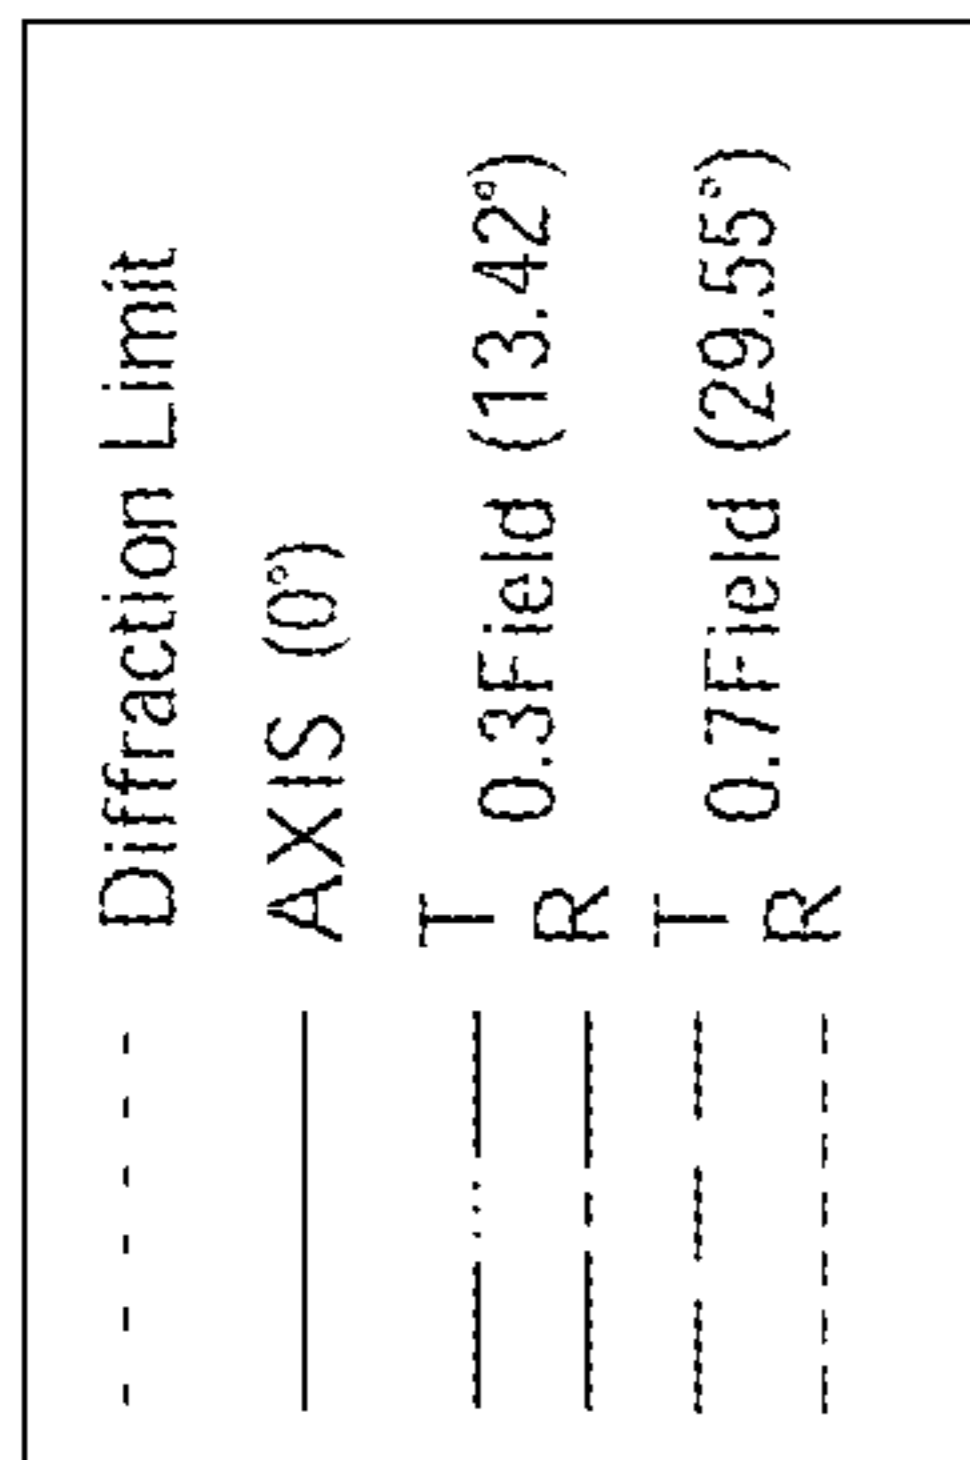 Diffraction Limit
AXIS (0°)
T 0.3Field (13.42°)
R
T 0.7Field (29.55°)
R